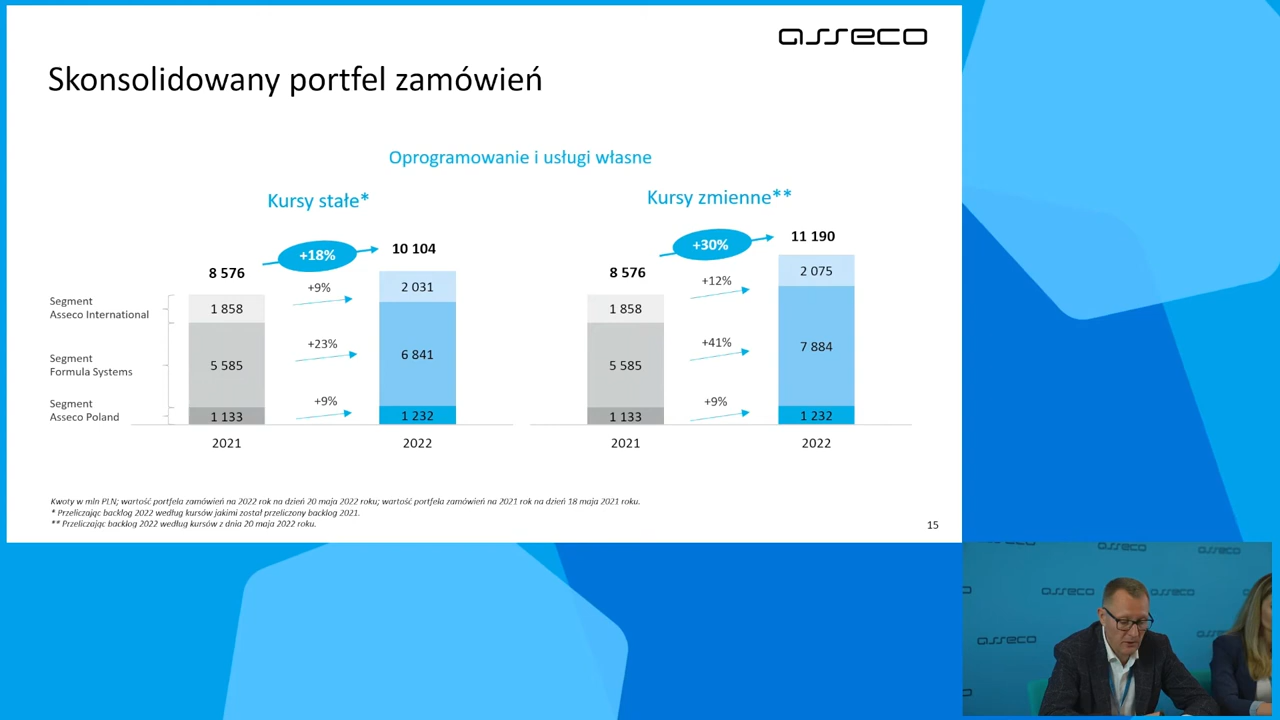 asseco
Skonsolidowany portfel zamówień
Oprogramowanie i usługi własne
Kursy stałe*
Kursy zmienne**
8 576
+18%
10 104
8 576
+30%
11 190
Segment
Asseco International
1 858
+9%
2 031
1 858
+12%
2 075
Segment
Formula Systems
5 585
+23%
6 841
5 585
+41%
7 884
Segment
Asseco Poland
1 133
+9%
1 232
1 133
+9%
1 232
2021
2022
2021
2022
Kwoty w mln PLN; wartość portfela zamówień na 2022 rok na dzień 20 maja 2022 roku; wartość portfela zamówień na 2021 rok na dzień 18 maja 2021 roku.
* Przeliczając backlog 2022 według kursów jakimi został przeliczony backlog 2021.
** Przeliczając backlog 2022 według kursów z dnia 20 maja 2022 roku.
15
asseco
asseco
asseco
asseco
asseco